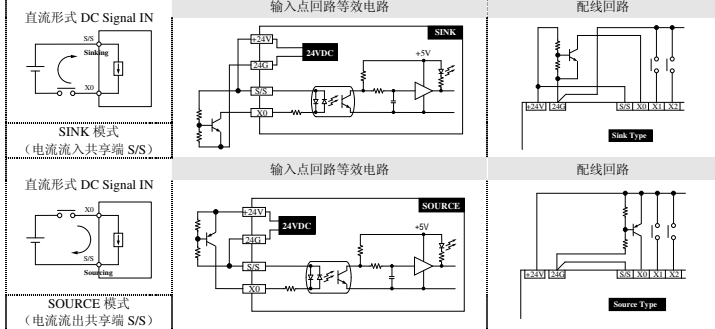 直流形式 DC Signal IN
S/S
Sinking
X0
SINK 模式
（电流流入共享端 S/S）
输入点回路等效电路
SINK
+24V
24VDC
24G
+5V
S/S
X0
配线回路
+24V 24G S/S X0 X1 X2
Sink Type
直流形式 DC Signal IN
X0
S/S
Sourcing
SOURCE 模式
（电流流出共享端 S/S）
输入点回路等效电路
SOURCE
+24V
24VDC
24G
+5V
S/S
X0
配线回路
+24V 24G S/S X0 X1 X2
Source Type